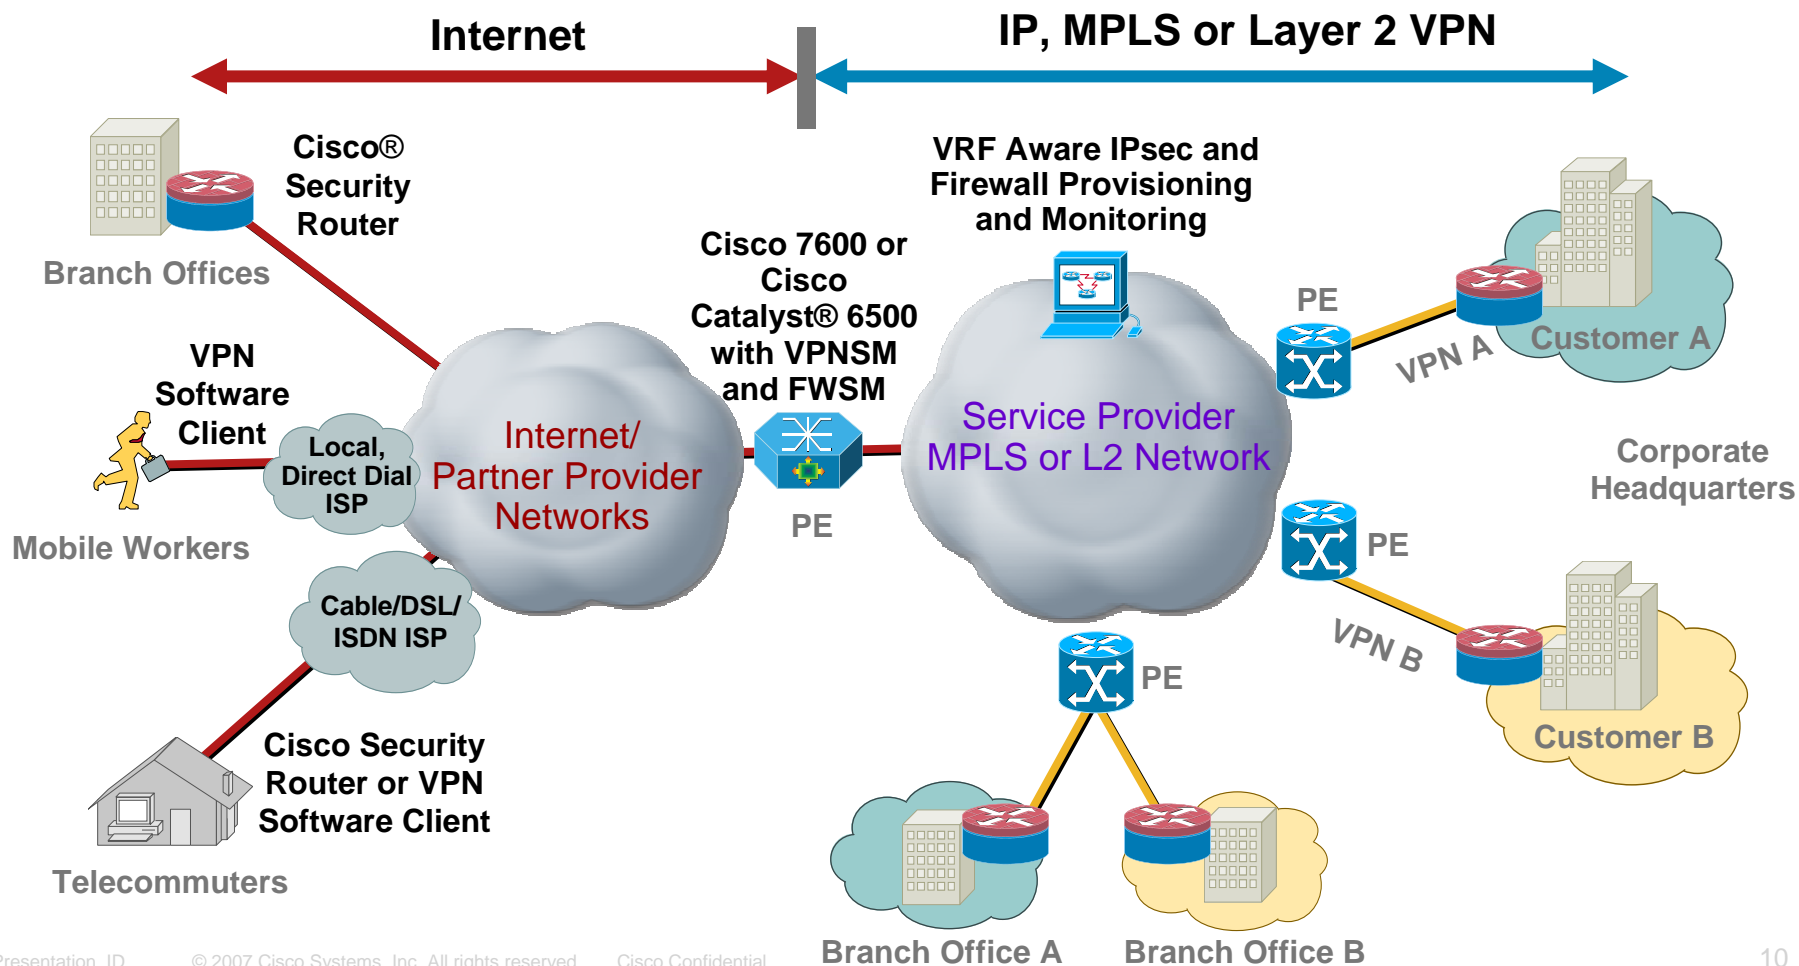 Internet
IP, MPLS or Layer 2 VPN
Cisco®
Security
Router
Branch Offices
VRF Aware IPsec and
Firewall Provisioning
and Monitoring
Cisco 7600 or
Cisco
Catalyst® 6500
with VPNSM
and FWSM
PE
VPN A
Customer A
VPN
Software
Client
Local,
Direct Dial
ISP
Mobile Workers
Internet/
Partner Provider
Networks
PE
Service Provider
MPLS or L2 Network
Corporate
Headquarters
PE
VPN B
Customer B
Cable/DSL/
ISDN ISP
PE
Cisco Security
Router or VPN
Software Client
Telecommuters
Branch Office A
Branch Office B
Presentation_ID
© 2007 Cisco Systems, Inc. All rights reserved.
Cisco Confidential
10